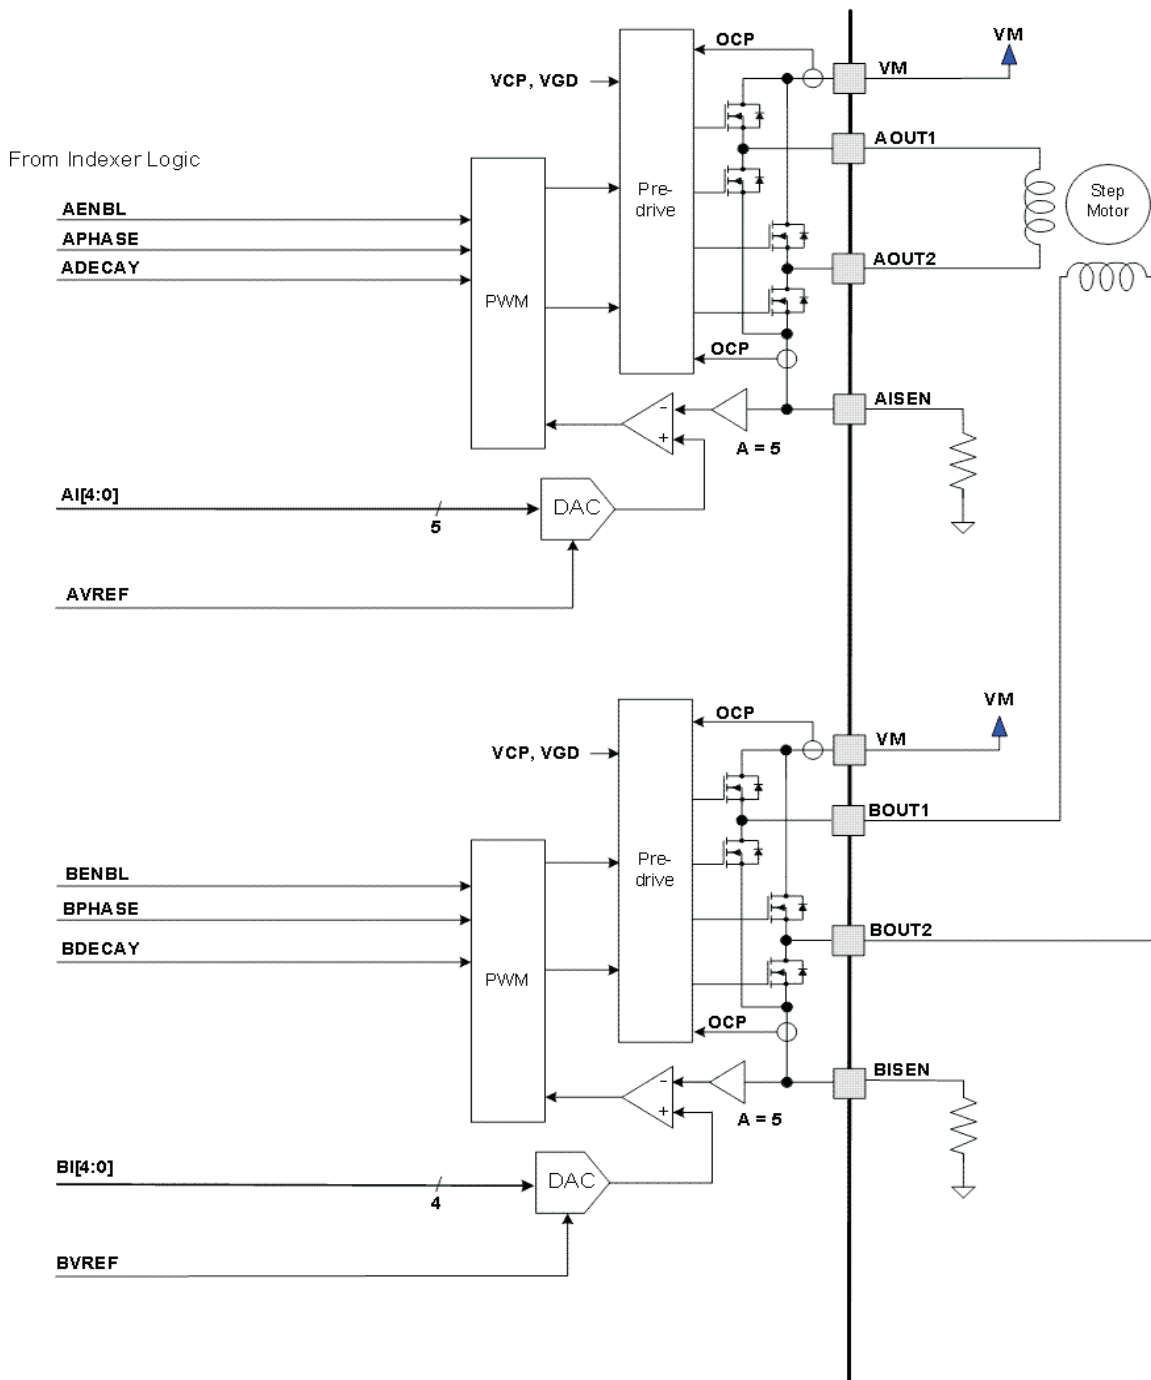 OCP
VM
VCP, VGD
VM
AOUT1
From Indexer Logic
Step
Motor
Pre-
drive
AENBL
APHASE
ADECAY
AOUT2
PWM
OCP
AISEN
-
+
A = 5
AI[4:0]
5
DAC
AVREF
OCP
VM
VCP, VGD
VM
BOUT1
Pre-
drive
BENBL
BPHASE
BOUT2
BDECAY
PWM
OCP
BISEN
-
+
A = 5
BI[4:0]
4
DAC
BVREF